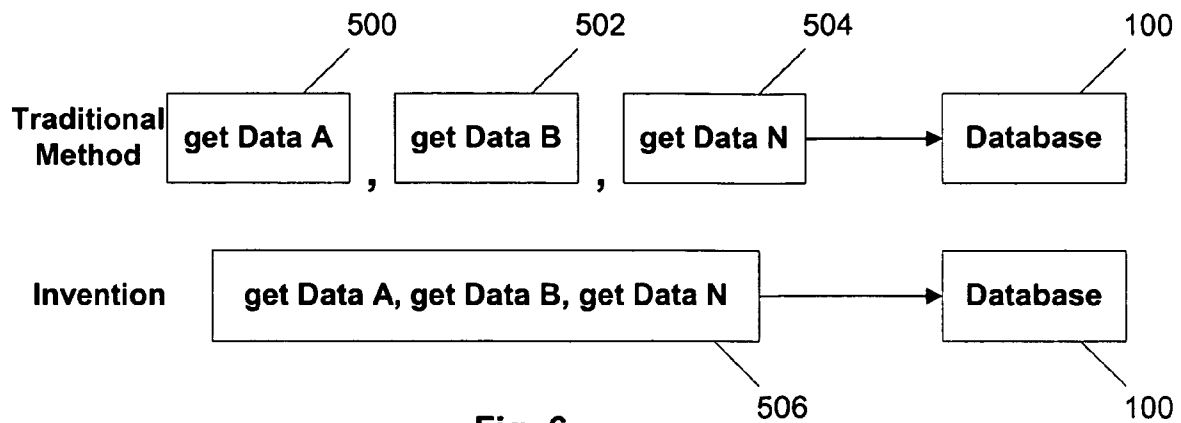 500 502 504 100
Traditional Method
get Data A , get Data B , get Data N Database
Invention get Data A, get Data B, get Data N Database
506 100